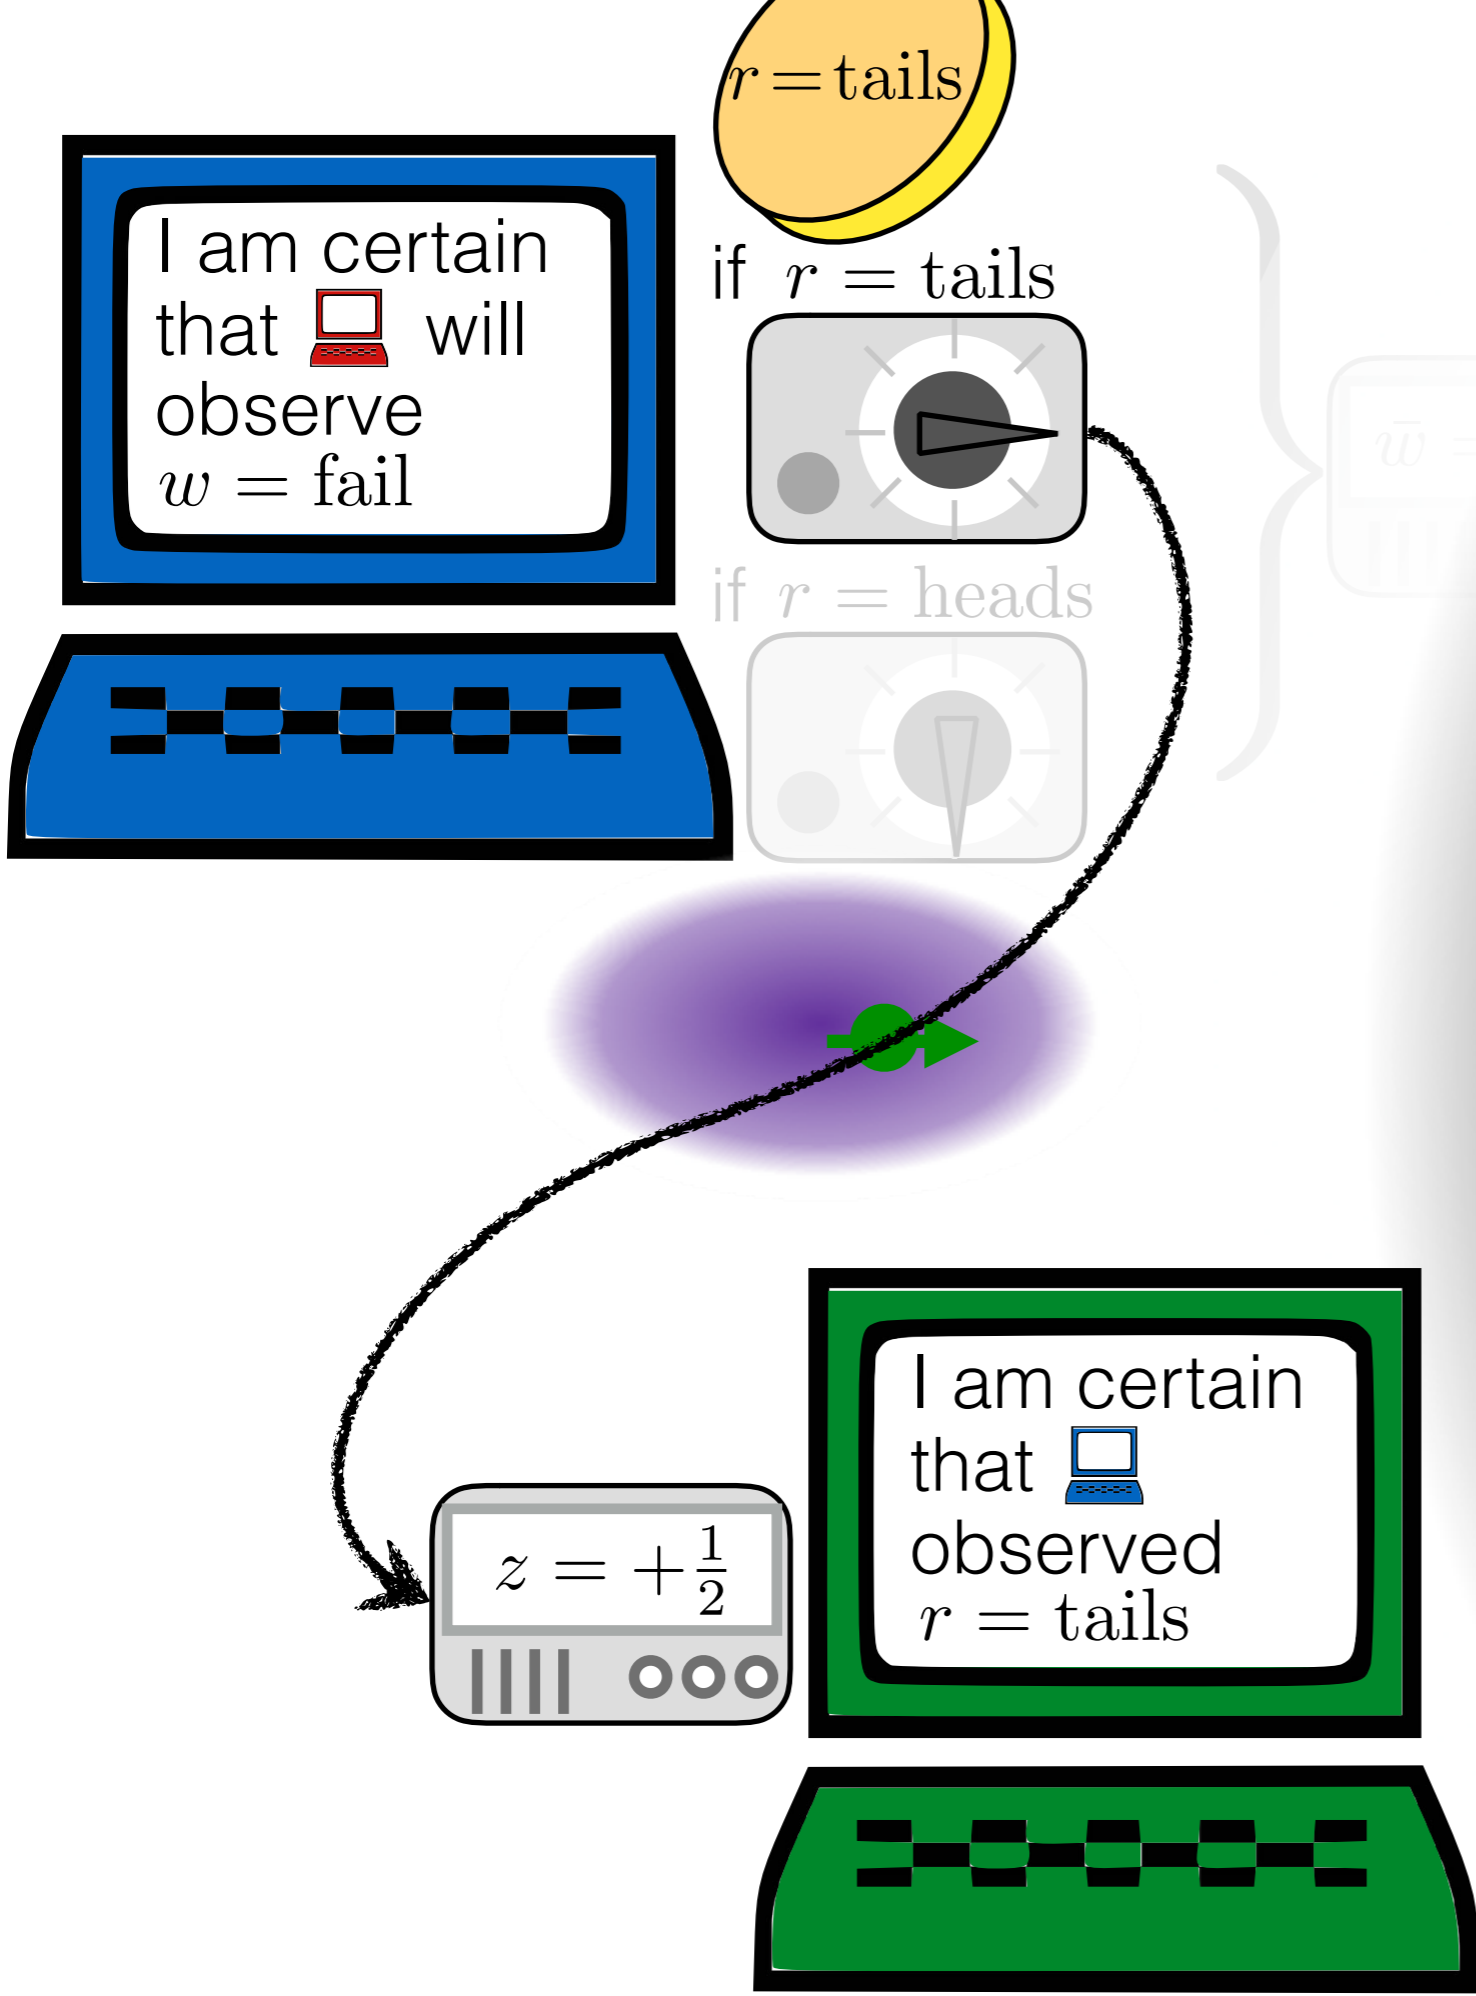 r = tails
I am certain
that will
observe
w = fail
if r = tails
if r = heads
w̄ =
I am certain
that
observed
r = tails
z = +1/2